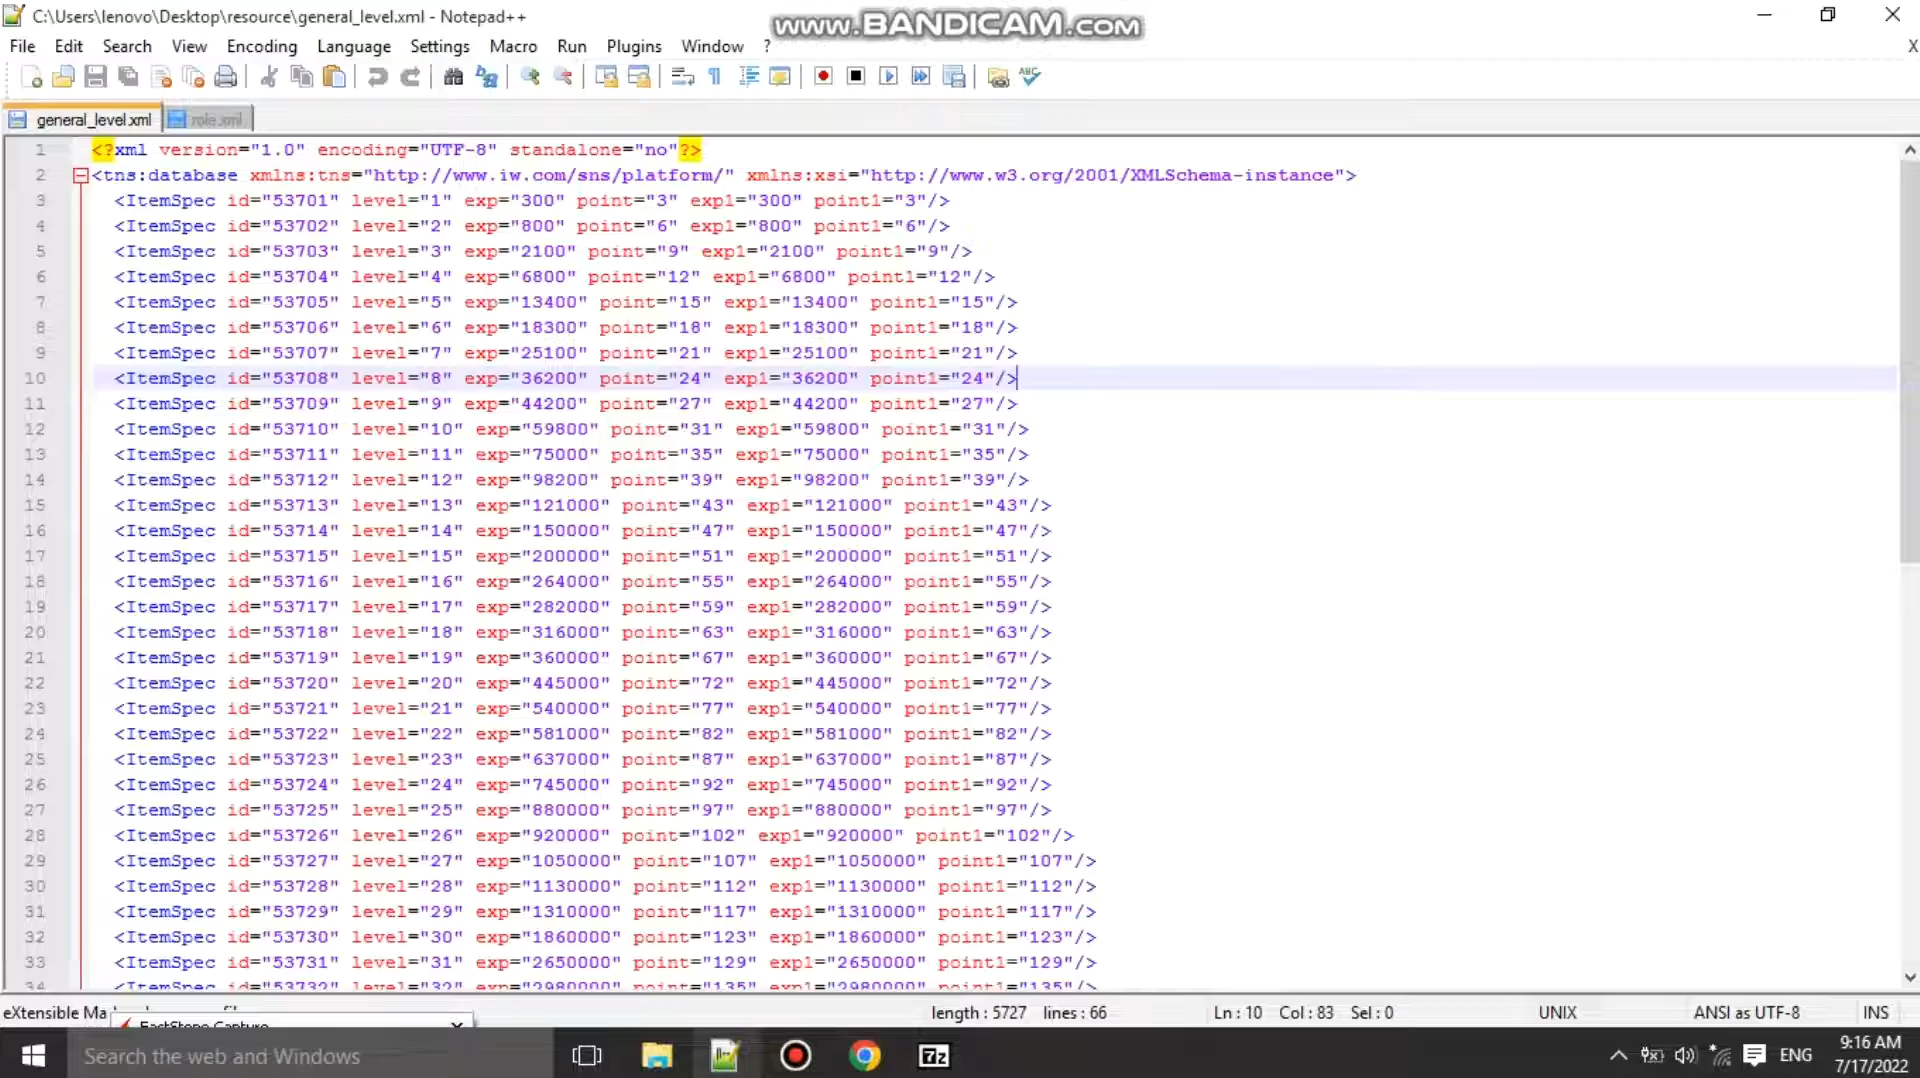 C:\Users\lenovo\Desktop\resource\general_level.xml - Notepad++
www.BANDICAM.com
File Edit Search View Encoding Language Settings Macro Run Plugins Window ? X
general_level.xml role.xml
1 <?xml version="1.0" encoding="UTF-8" standalone="no"?>
2 <tns:database xmlns:tns="http://www.iw.com/sns/platform/" xmlns:xsi="http://www.w3.org/2001/XMLSchema-instance">
3 <ItemSpec id="53701" level="1" exp="300" point="3" exp1="300" point1="3"/>
4 <ItemSpec id="53702" level="2" exp="800" point="6" exp1="800" point1="6"/>
5 <ItemSpec id="53703" level="3" exp="2100" point="9" exp1="2100" point1="9"/>
6 <ItemSpec id="53704" level="4" exp="6800" point="12" exp1="6800" point1="12"/>
7 <ItemSpec id="53705" level="5" exp="13400" point="15" exp1="13400" point1="15"/>
8 <ItemSpec id="53706" level="6" exp="18300" point="18" exp1="18300" point1="18"/>
9 <ItemSpec id="53707" level="7" exp="25100" point="21" exp1="25100" point1="21"/>
10 <ItemSpec id="53708" level="8" exp="36200" point="24" exp1="36200" point1="24"/>
11 <ItemSpec id="53709" level="9" exp="44200" point="27" exp1="44200" point1="27"/>
12 <ItemSpec id="53710" level="10" exp="59800" point="31" exp1="59800" point1="31"/>
13 <ItemSpec id="53711" level="11" exp="75000" point="35" exp1="75000" point1="35"/>
14 <ItemSpec id="53712" level="12" exp="98200" point="39" exp1="98200" point1="39"/>
15 <ItemSpec id="53713" level="13" exp="121000" point="43" exp1="121000" point1="43"/>
16 <ItemSpec id="53714" level="14" exp="150000" point="47" exp1="150000" point1="47"/>
17 <ItemSpec id="53715" level="15" exp="200000" point="51" exp1="200000" point1="51"/>
18 <ItemSpec id="53716" level="16" exp="264000" point="55" exp1="264000" point1="55"/>
19 <ItemSpec id="53717" level="17" exp="282000" point="59" exp1="282000" point1="59"/>
20 <ItemSpec id="53718" level="18" exp="316000" point="63" exp1="316000" point1="63"/>
21 <ItemSpec id="53719" level="19" exp="360000" point="67" exp1="360000" point1="67"/>
22 <ItemSpec id="53720" level="20" exp="445000" point="72" exp1="445000" point1="72"/>
23 <ItemSpec id="53721" level="21" exp="540000" point="77" exp1="540000" point1="77"/>
24 <ItemSpec id="53722" level="22" exp="581000" point="82" exp1="581000" point1="82"/>
25 <ItemSpec id="53723" level="23" exp="637000" point="87" exp1="637000" point1="87"/>
26 <ItemSpec id="53724" level="24" exp="745000" point="92" exp1="745000" point1="92"/>
27 <ItemSpec id="53725" level="25" exp="880000" point="97" exp1="880000" point1="97"/>
28 <ItemSpec id="53726" level="26" exp="920000" point="102" exp1="920000" point1="102"/>
29 <ItemSpec id="53727" level="27" exp="1050000" point="107" exp1="1050000" point1="107"/>
30 <ItemSpec id="53728" level="28" exp="1130000" point="112" exp1="1130000" point1="112"/>
31 <ItemSpec id="53729" level="29" exp="1310000" point="117" exp1="1310000" point1="117"/>
32 <ItemSpec id="53730" level="30" exp="1860000" point="123" exp1="1860000" point1="123"/>
33 <ItemSpec id="53731" level="31" exp="2650000" point="129" exp1="2650000" point1="129"/>
34 <ItemSpec id="53732" level="32" exp="2980000" point="135" exp1="2980000" point1="135"/>
eXtensible Ma length : 5727 lines : 66 Ln : 10 Col : 83 Sel : 0 UNIX ANSI as UTF-8 INS
FastStone Capture
Search the web and Windows
7z
ENG
9:16 AM
7/17/2022